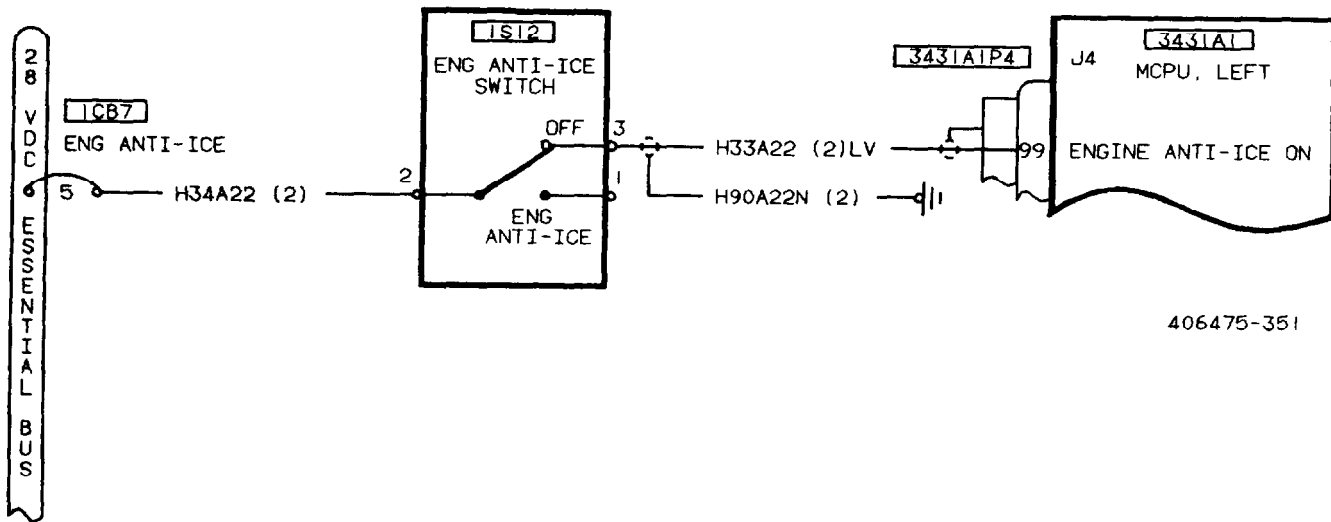 28 VDC ESSENTIAL BUS
1CB7
ENG ANTI-ICE
5
H34A22 (2)
1S12
ENG ANTI-ICE
SWITCH
OFF
2
3
1
ENG
ANTI-ICE
H33A22 (2)LV
H90A22N (2)
3431A1P4
J4
3431A1
MCPU, LEFT
99
ENGINE ANTI-ICE ON
406475-351